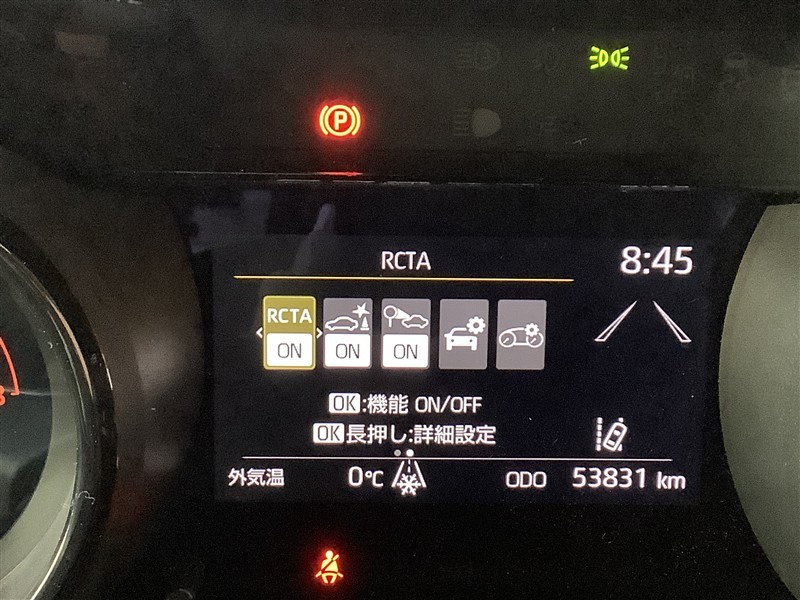 P
RCTA 8:45
RCTA
ON ON ON
OK:機能 ON/OFF
OK長押し:詳細設定
外気温 0℃ ODO 53831 km